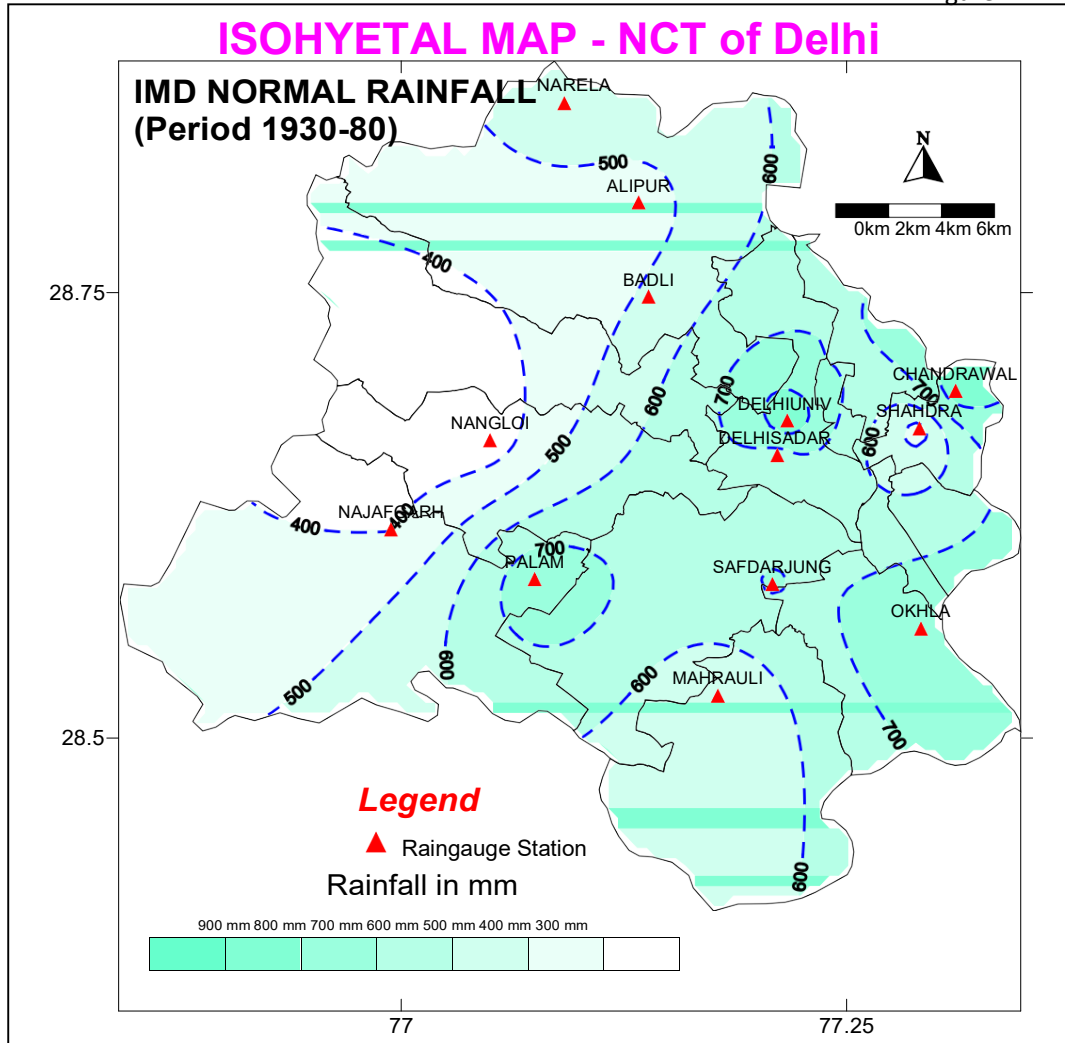 ISOHYETAL MAP - NCT of Delhi
IMD NORMAL RAINFALL
(Period 1930-80)
NARELA
N
500
600
ALIPUR
0km 2km 4km 6km
400
28.75
BADLI
700
CHANDRAWAL
700
600
DELHIUNIV
SHAHDRA
NANGLOI
600
DELHISADAR
500
NAJAFGARH
400
400
700
PALAM
SAFDARJUNG
OKHLA
600
600
MAHRAULI
500
700
28.5
Legend
Raingauge Station
600
Rainfall in mm
900 mm 800 mm 700 mm 600 mm 500 mm 400 mm 300 mm
77
77.25